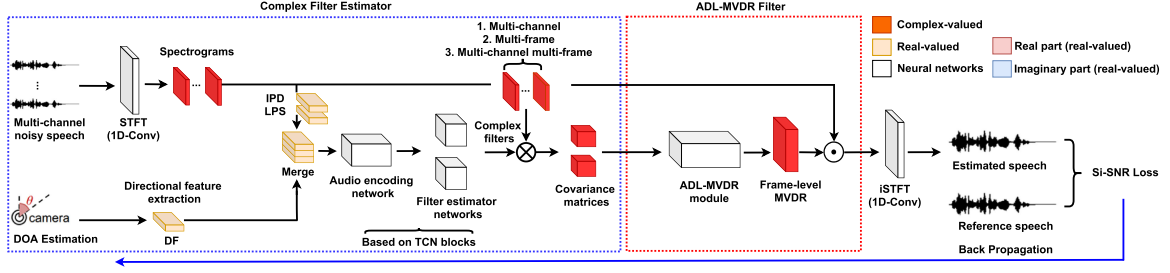 Complex Filter Estimator
ADL-MVDR Filter
1. Multi-channel
2. Multi-frame
3. Multi-channel multi-frame
Complex-valued
Real-valued
Neural networks
Real part (real-valued)
Imaginary part (real-valued)
Spectrograms
...
...
IPD
LPS
Multi-channel
noisy speech
STFT
(1D-Conv)
Complex
filters
Merge
Audio encoding
network
Filter estimator
networks
Covariance
matrices
ADL-MVDR
module
Frame-level
MVDR
iSTFT
(1D-Conv)
Estimated speech
Si-SNR Loss
Reference speech
Directional feature
extraction
θ
camera
DOA Estimation
DF
Based on TCN blocks
Back Propagation